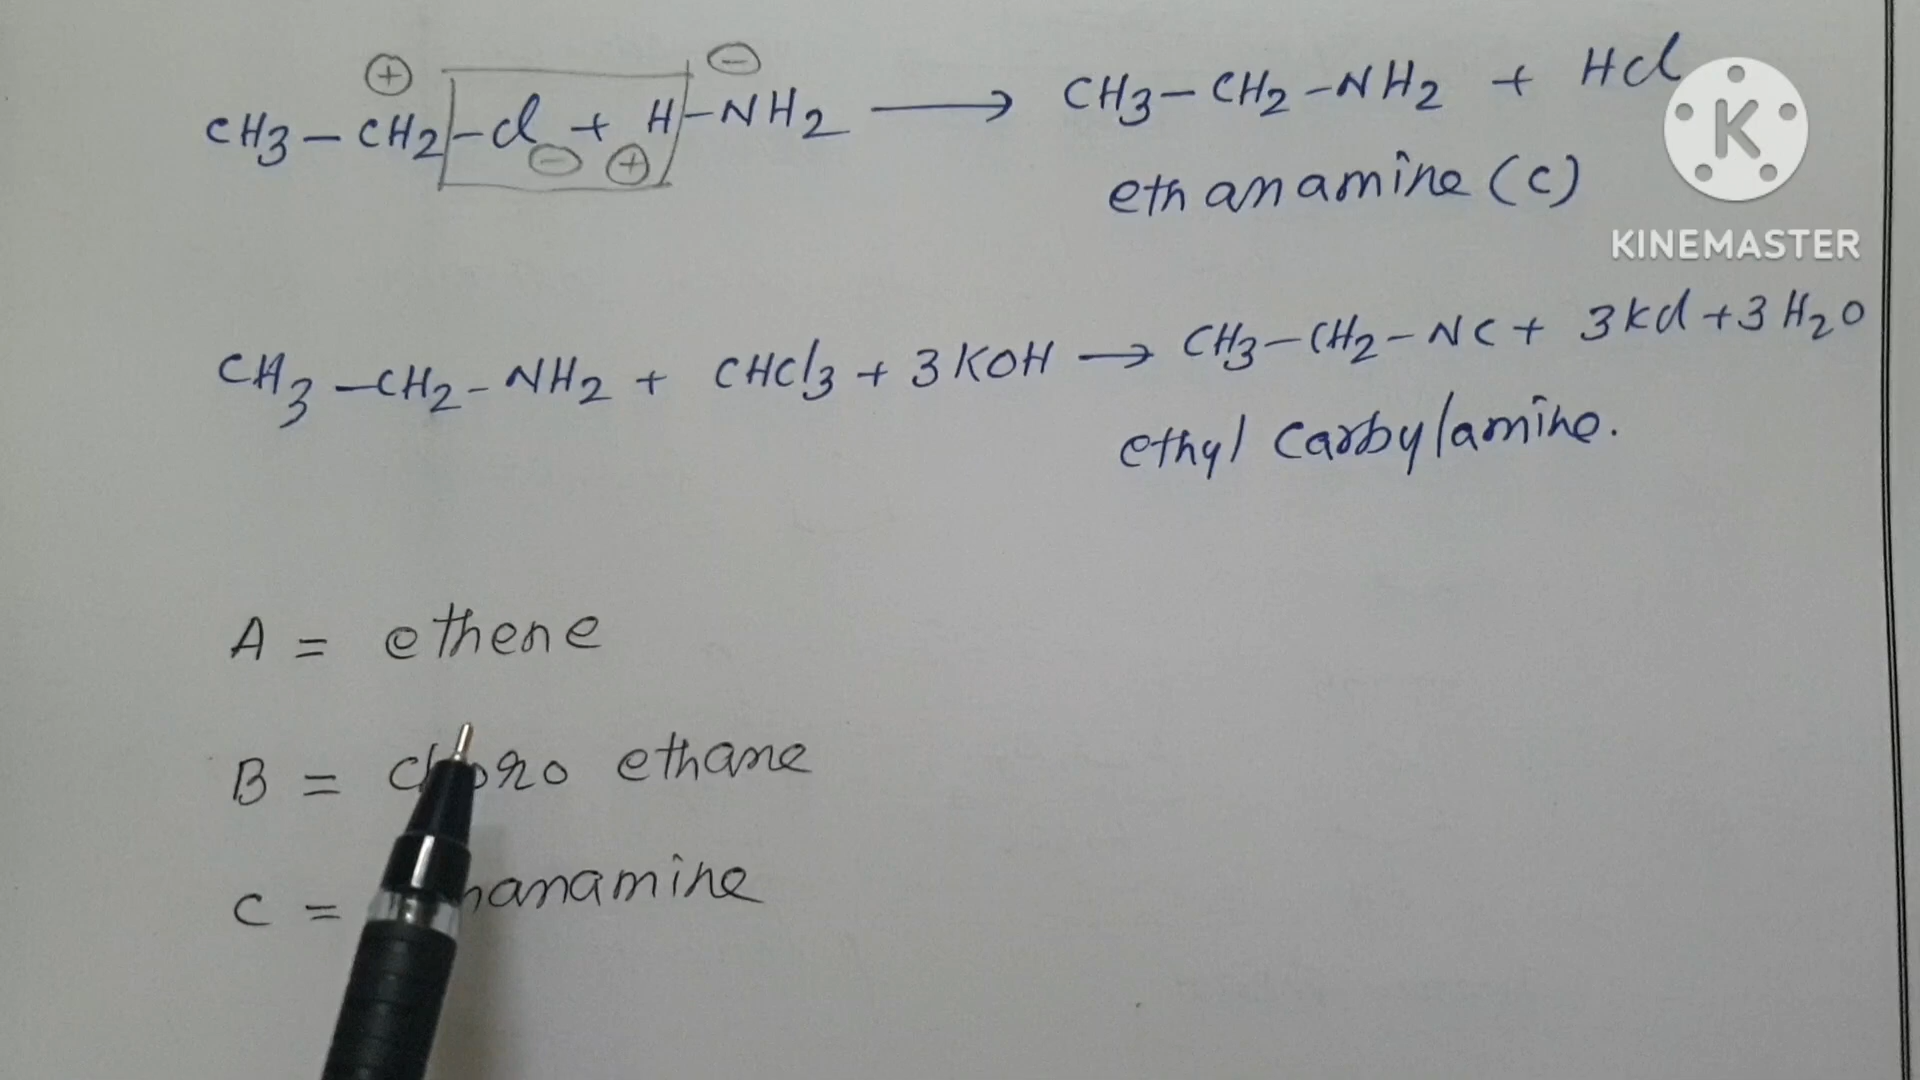 CH3 - CH2 - Cl + H - NH2 ⟶ CH3 - CH2 - NH2 + HCl
ethanamine (C)
K
KINEMASTER
CH3 - CH2 - NH2 + CHCl3 + 3KOH → CH3 - CH2 - NC + 3KCl + 3H2O
ethyl carbylamine.
A = ethene
B = ethane
C =